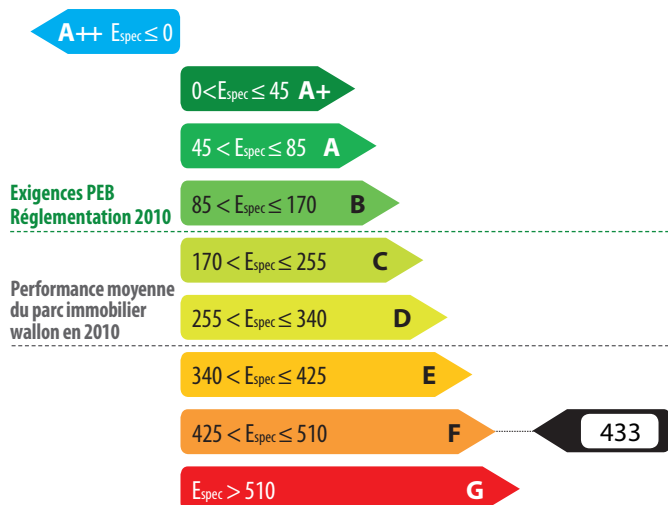 A++ Espec ≤ 0
0<Espec ≤ 45 A+
45 < Espec ≤ 85 A
Exigences PEB
Réglementation 2010
85 < Espec ≤ 170 B
170 < Espec ≤ 255 C
Performance moyenne
du parc immobilier
wallon en 2010
255 < Espec ≤ 340 D
340 < Espec ≤ 425 E
425 < Espec ≤ 510 F
433
Espec > 510 G